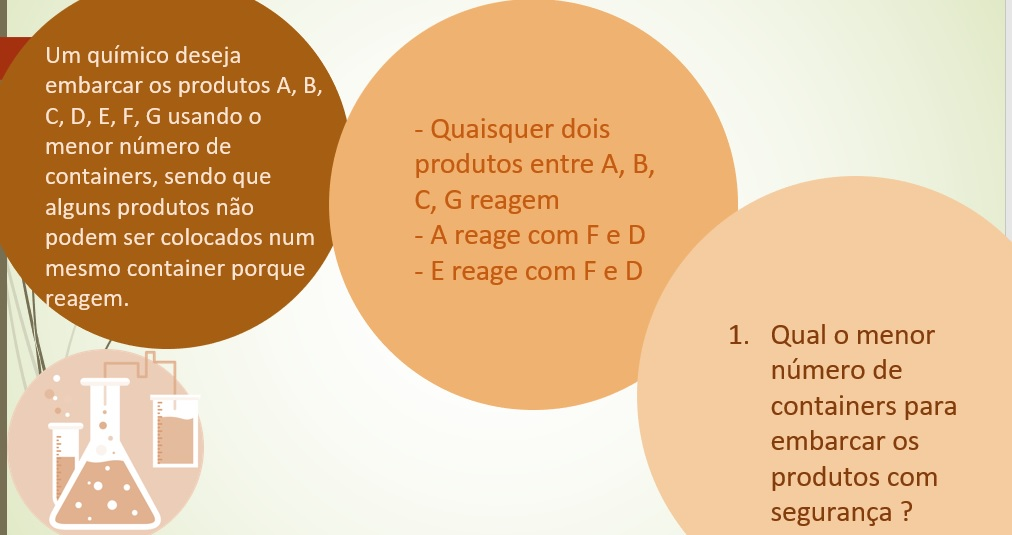 Um químico deseja
embarcar os produtos A, B,
C, D, E, F, G usando o
menor número de
containers, sendo que
alguns produtos não
podem ser colocados num
mesmo container porque
reagem.
- Quaisquer dois
produtos entre A, B,
C, G reagem
- A reage com F e D
- E reage com F e D
1. Qual o menor
número de
containers para
embarcar os
produtos com
segurança ?